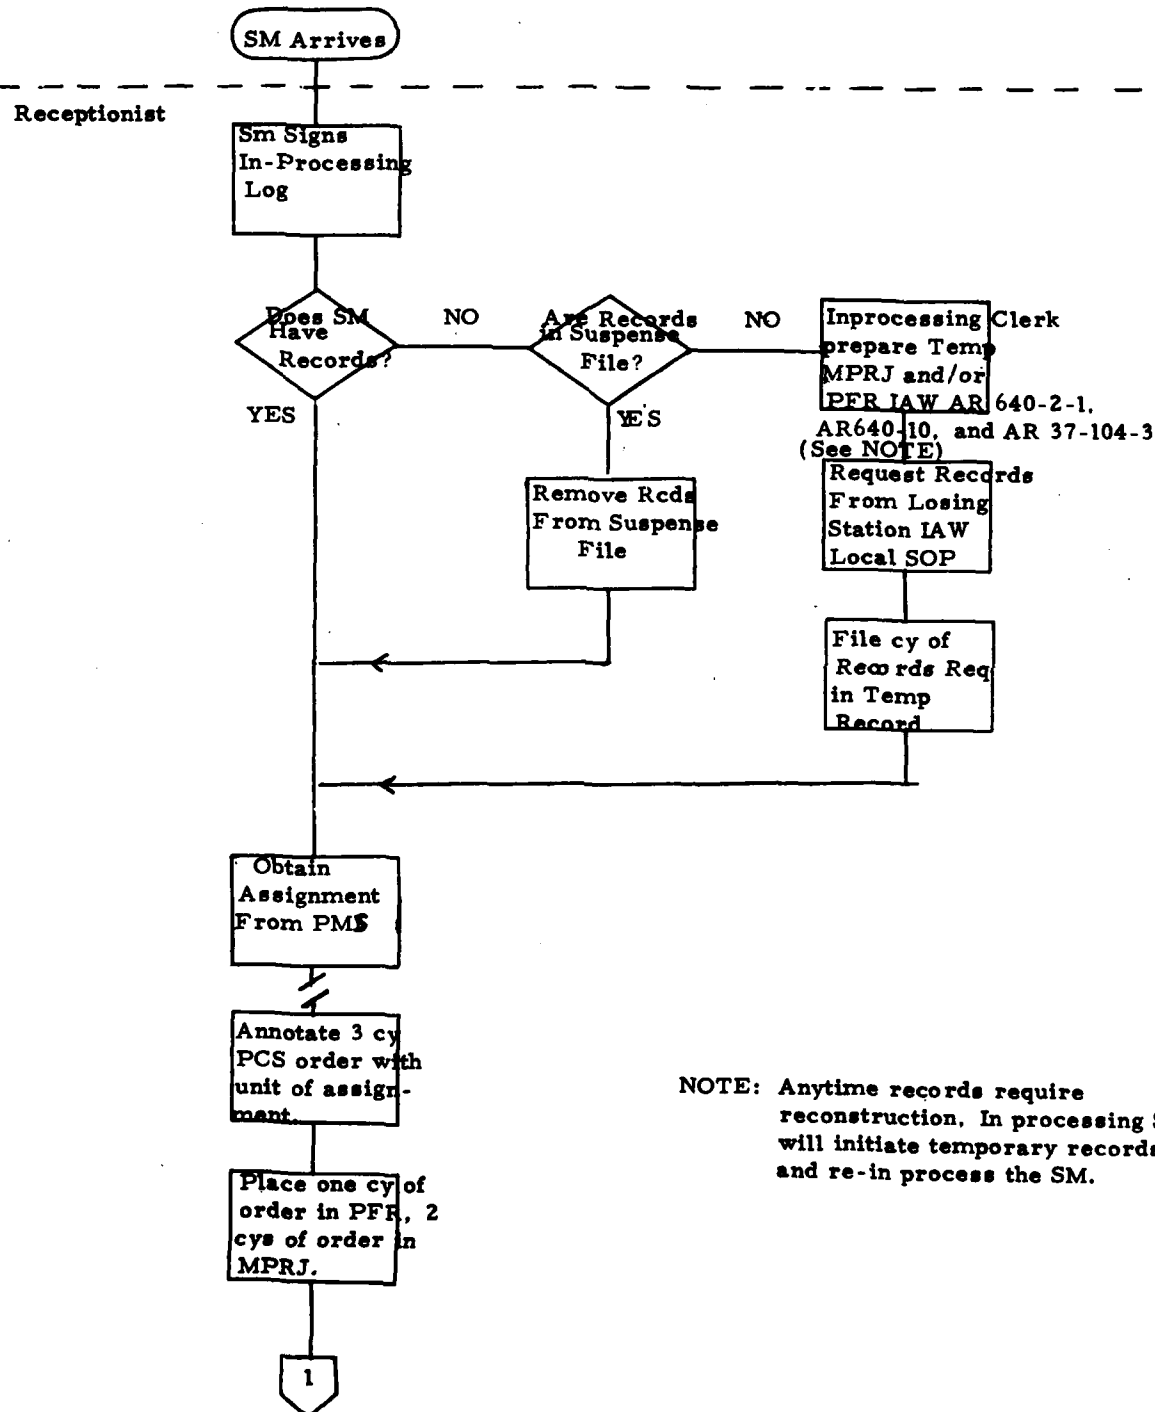 SM Arrives
Receptionist
Sm Signs
In-Processing
Log
Does SM
Have
Records?
NO
Are Records
in Suspense
File?
NO
Inprocessing Clerk
prepare Temp
MPRJ and/or
PFR IAW AR 640-2-1,
AR640-10, and AR 37-104-3
(See NOTE)
YES
YES
Remove Rcds
From Suspense
File
Request Records
From Losing
Station IAW
Local SOP
File cy of
Records Req
in Temp
Record
Obtain
Assignment
From PMS
Annotate 3 cy
PCS order with
unit of assign-
ment.
Place one cy of
order in PFR, 2
cys of order in
MPRJ.
NOTE: Anytime records require
reconstruction, In processing
will initiate temporary records
and re-in process the SM.
1